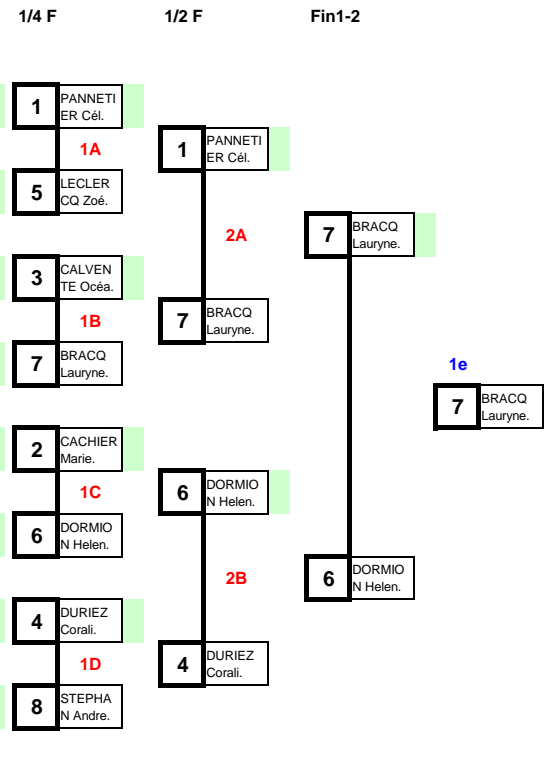 1/4 F 1/2 F Fin1-2
1 PANNETI
ER Cél.
1A
5 LECLER
CQ Zoé.
3 CALVEN
TE Océa.
1B
7 BRACQ
Lauryne.
2 CACHIER
Marie.
1C
6 DORMIO
N Helen.
4 DURIEZ
Corali.
1D
8 STEPHA
N Andre.
1 PANNETI
ER Cél.
2A
7 BRACQ
Lauryne.
6 DORMIO
N Helen.
2B
4 DURIEZ
Corali.
7 BRACQ
Lauryne.
6 DORMIO
N Helen.
1e
7 BRACQ
Lauryne.